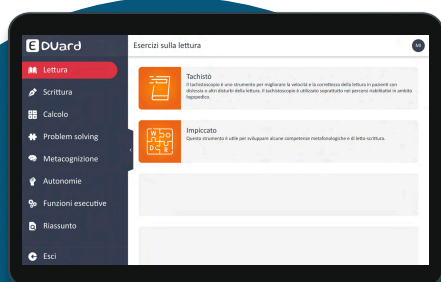 EDUard
Esercizi sulla lettura
MI
Lettura
Scrittura
Calcolo
Problem solving
Metacognizione
Autonomie
Funzioni esecutive
Riassunto
Esci
Tachistò
Il tachistoscopio è uno strumento per migliorare la velocità e la correttezza della lettura in pazienti con
dislessia o altri disturbi della lettura. Il tachistoscopio è utilizzato soprattutto nei percorsi riabilitativi in ambito
logopedico.
W O
D E
Impiccato
Questo strumento è utile per sviluppare alcune competenze metafonologiche e di letto-scrittura.